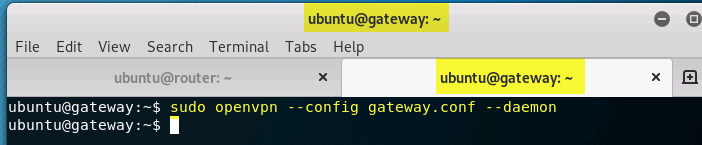 ubuntu@gateway: ~
File Edit View Search Terminal Tabs Help
ubuntu@router: ~ × ubuntu@gateway: ~ ×
ubuntu@gateway:~$ sudo openvpn --config gateway.conf --daemon
ubuntu@gateway:~$